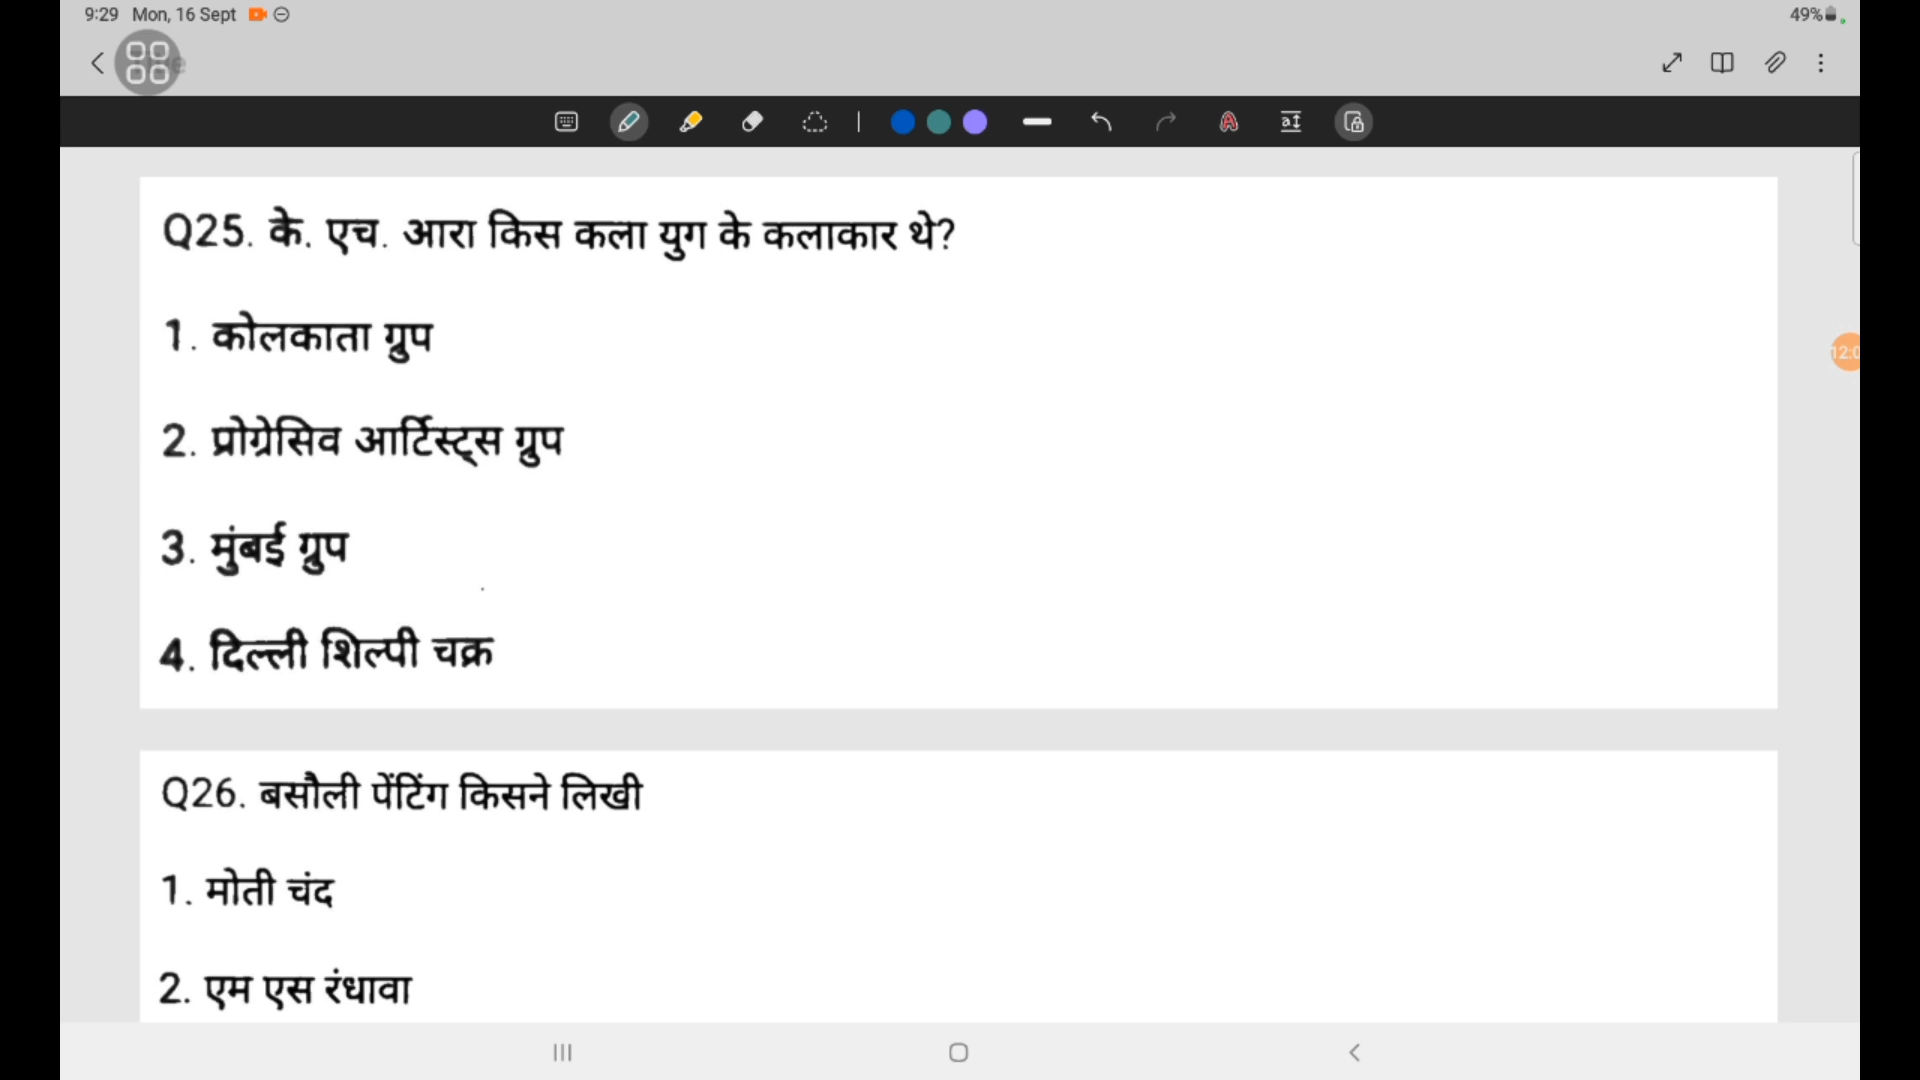 9:29 Mon, 16 Sept
49%
Q25. के. एच. आरा किस कला युग के कलाकार थे?
1. कोलकाता ग्रुप
2. प्रोग्रेसिव आर्टिस्ट्स ग्रुप
3. मुंबई ग्रुप
4. दिल्ली शिल्पी चक्र
Q26. बसौली पेंटिंग किसने लिखी
1. मोती चंद
2. एम एस रंधावा